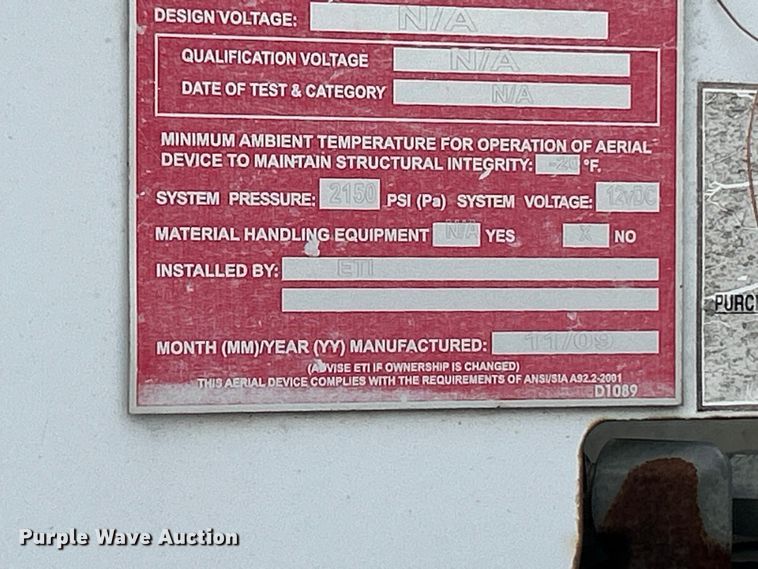 DESIGN VOLTAGE: N/A
QUALIFICATION VOLTAGE N/A
DATE OF TEST & CATEGORY N/A
MINIMUM AMBIENT TEMPERATURE FOR OPERATION OF AERIAL
DEVICE TO MAINTAIN STRUCTURAL INTEGRITY: -20 °F.
SYSTEM PRESSURE: 2150 PSI (Pa) SYSTEM VOLTAGE: 12VDC
MATERIAL HANDLING EQUIPMENT N/A YES X NO
INSTALLED BY: ETI
MONTH (MM)/YEAR (YY) MANUFACTURED: 11/09
(ADVISE ETI IF OWNERSHIP IS CHANGED)
THIS AERIAL DEVICE COMPLIES WITH THE REQUIREMENTS OF ANSI/SIA A92.2-2001
D1089
PURC
Purple Wave Auction